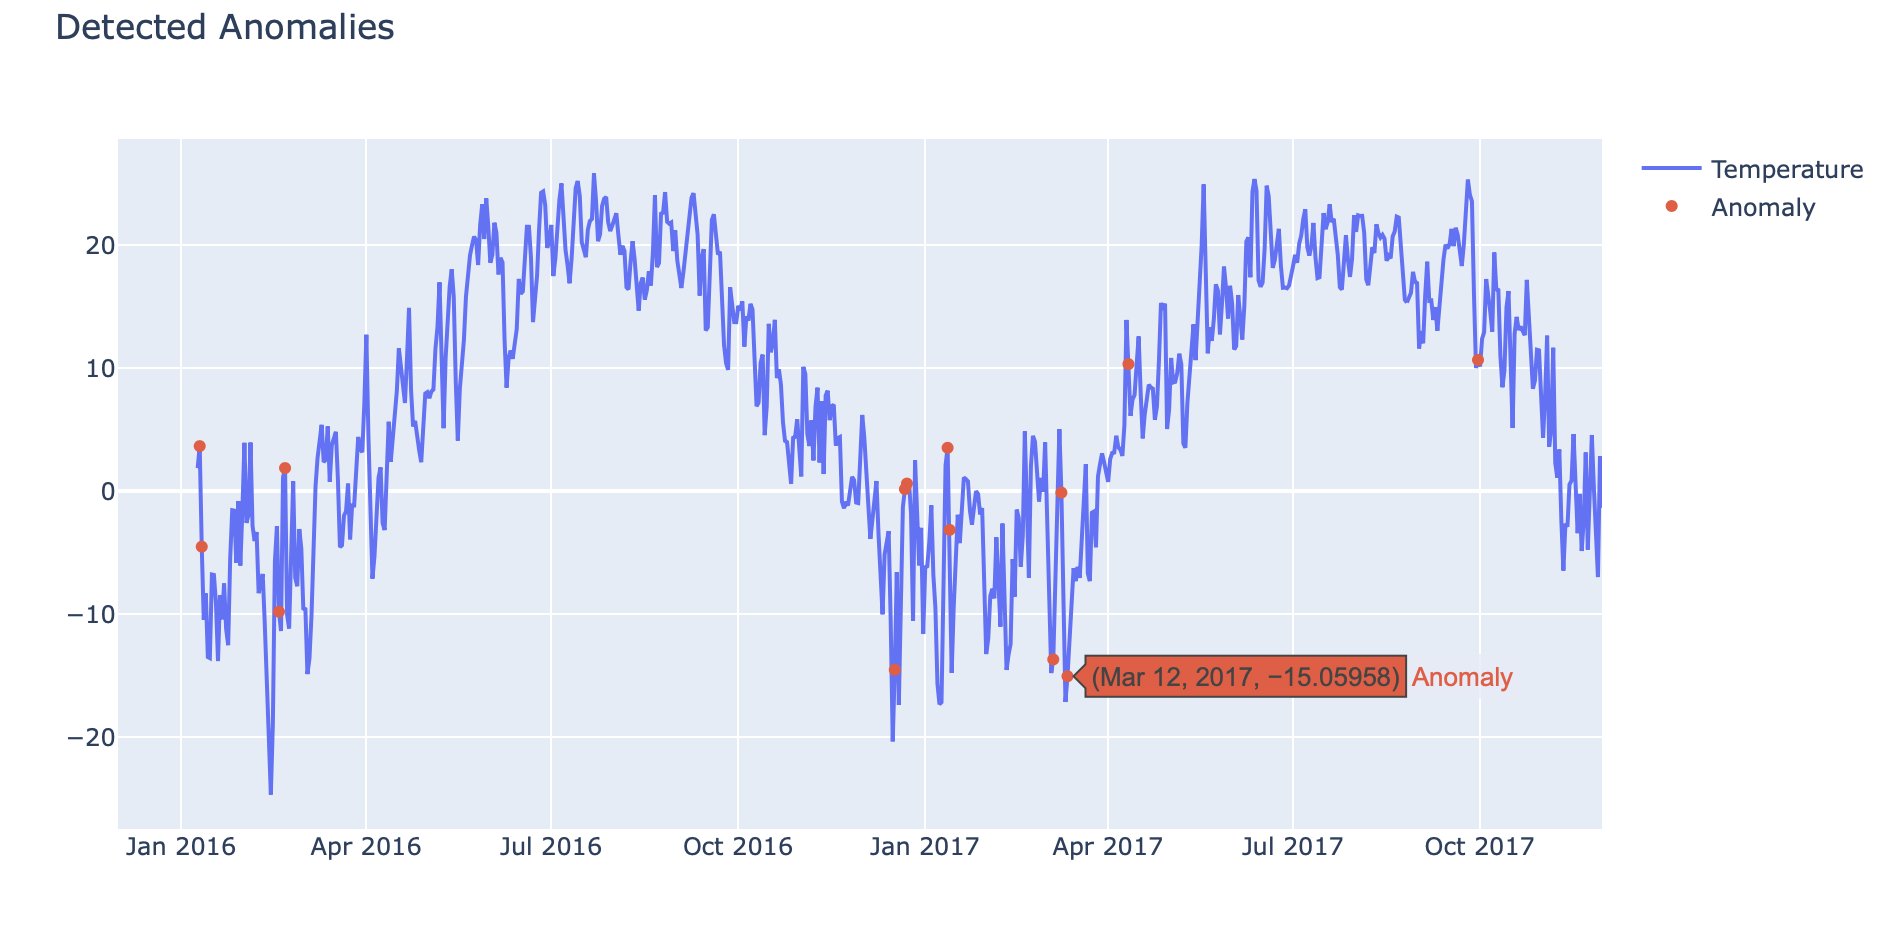 Detected Anomalies
Temperature
Anomaly
20
10
0
−10
−20
(Mar 12, 2017, −15.05958) Anomaly
Jan 2016 Apr 2016 Jul 2016 Oct 2016 Jan 2017 Apr 2017 Jul 2017 Oct 2017